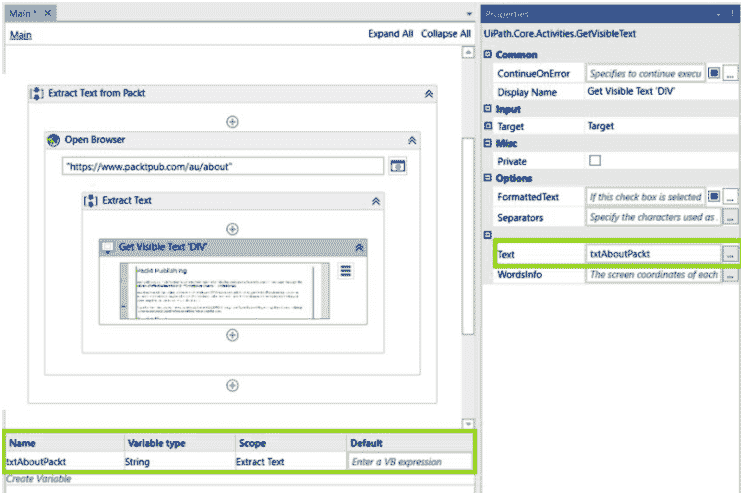 Main * ×
Main
Expand All Collapse All
Extract Text from Packt
Open Browser
"https://www.packtpub.com/au/about"
Extract Text
Get Visible Text 'DIV'
Packt Publishing
Name Variable type Scope Default
txtAboutPackt String Extract Text Enter a VB expression
Create Variable
Properties
UiPath.Core.Activities.GetVisibleText
Common
ContinueOnError Specifies to continue execu ...
Display Name Get Visible Text 'DIV'
Input
Target Target
Misc
Private
Options
FormattedText If this check box is selected ...
Separators Specify the characters used as ...
Text txtAboutPackt ...
WordsInfo The screen coordinates of each ...